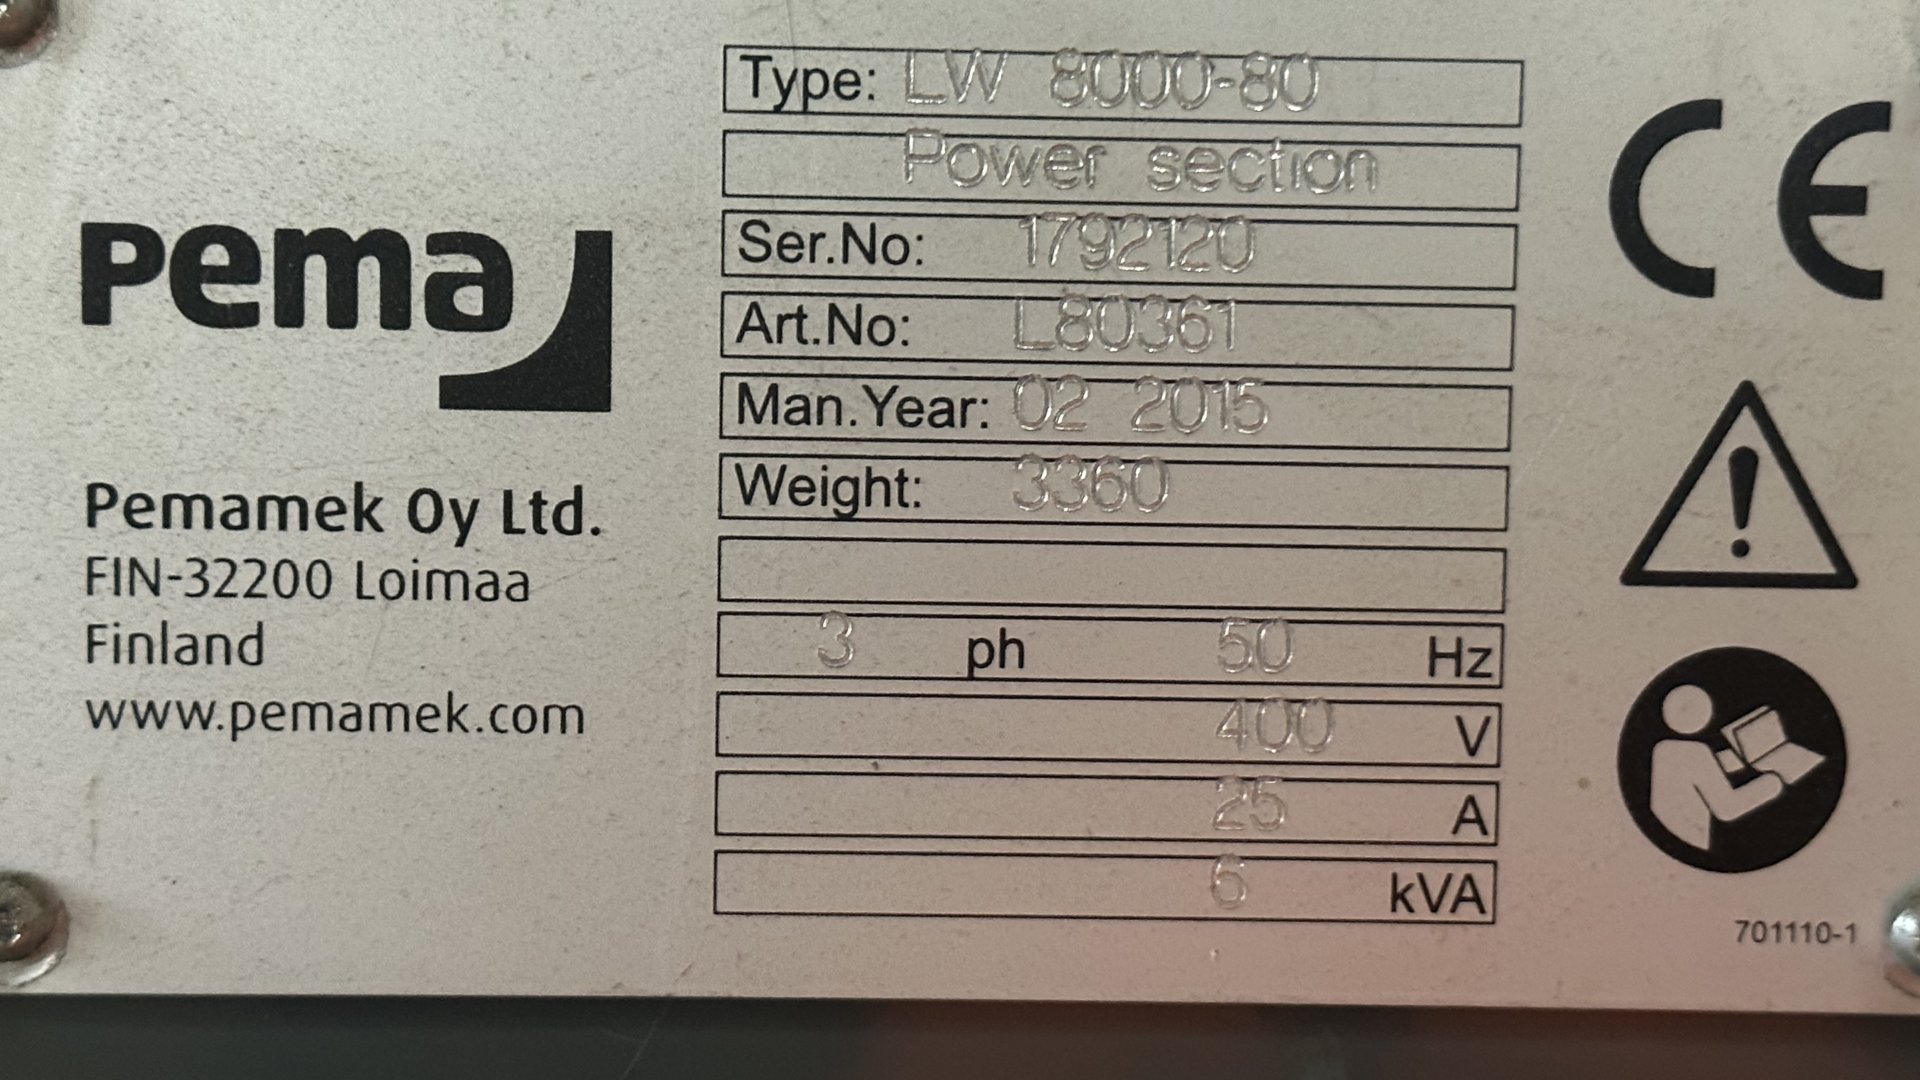 pema
Pemamek Oy Ltd.
FIN-32200 Loimaa
Finland
www.pemamek.com
Type: LW 8000-80
Power section
Ser.No: 1792120
Art.No: L80361
Man.Year: 02 2015
Weight: 3360
3 ph 50 Hz
400 V
25 A
6 kVA
CE
701110-1